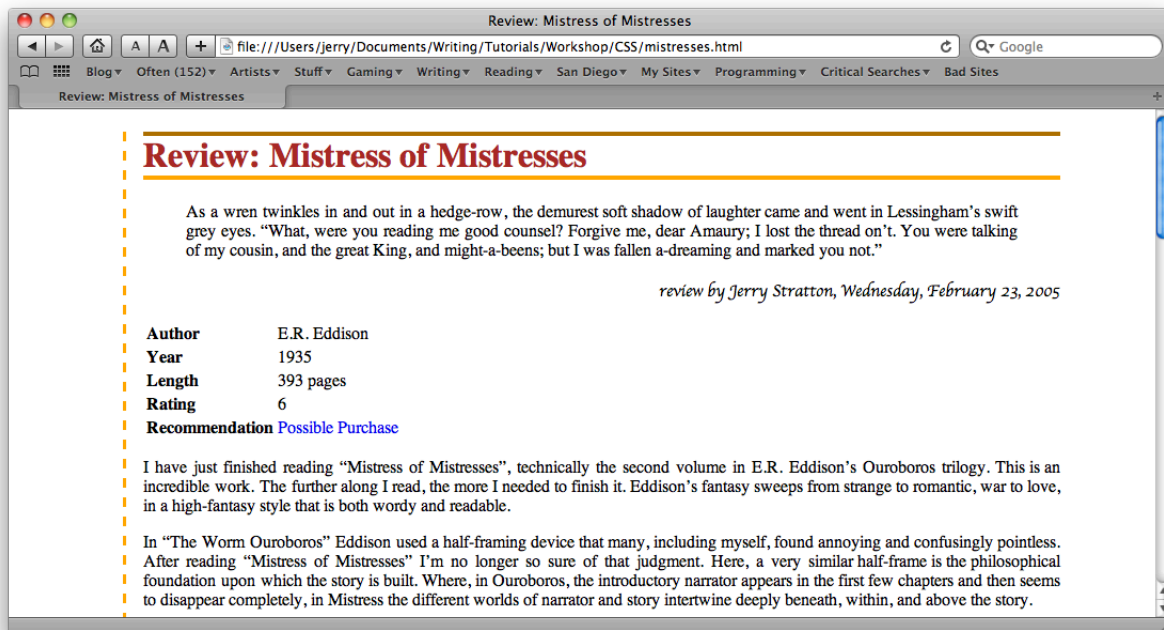 Review: Mistress of Mistresses
A A + file:///Users/jerry/Documents/Writing/Tutorials/Workshop/CSS/mistresses.html Google
Blog Often (152) Artists Stuff Gaming Writing Reading San Diego My Sites Programming Critical Searches Bad Sites
Review: Mistress of Mistresses +
Review: Mistress of Mistresses
As a wren twinkles in and out in a hedge-row, the demurest soft shadow of laughter came and went in Lessingham’s swift
grey eyes. “What, were you reading me good counsel? Forgive me, dear Amaury; I lost the thread on’t. You were talking
of my cousin, and the great King, and might-a-beens; but I was fallen a-dreaming and marked you not.”
review by Jerry Stratton, Wednesday, February 23, 2005
Author E.R. Eddison
Year 1935
Length 393 pages
Rating 6
Recommendation Possible Purchase
I have just finished reading “Mistress of Mistresses”, technically the second volume in E.R. Eddison’s Ouroboros trilogy. This is an
incredible work. The further along I read, the more I needed to finish it. Eddison’s fantasy sweeps from strange to romantic, war to love,
in a high-fantasy style that is both wordy and readable.
In “The Worm Ouroboros” Eddison used a half-framing device that many, including myself, found annoying and confusingly pointless.
After reading “Mistress of Mistresses” I’m no longer so sure of that judgment. Here, a very similar half-frame is the philosophical
foundation upon which the story is built. Where, in Ouroboros, the introductory narrator appears in the first few chapters and then seems
to disappear completely, in Mistress the different worlds of narrator and story intertwine deeply beneath, within, and above the story.